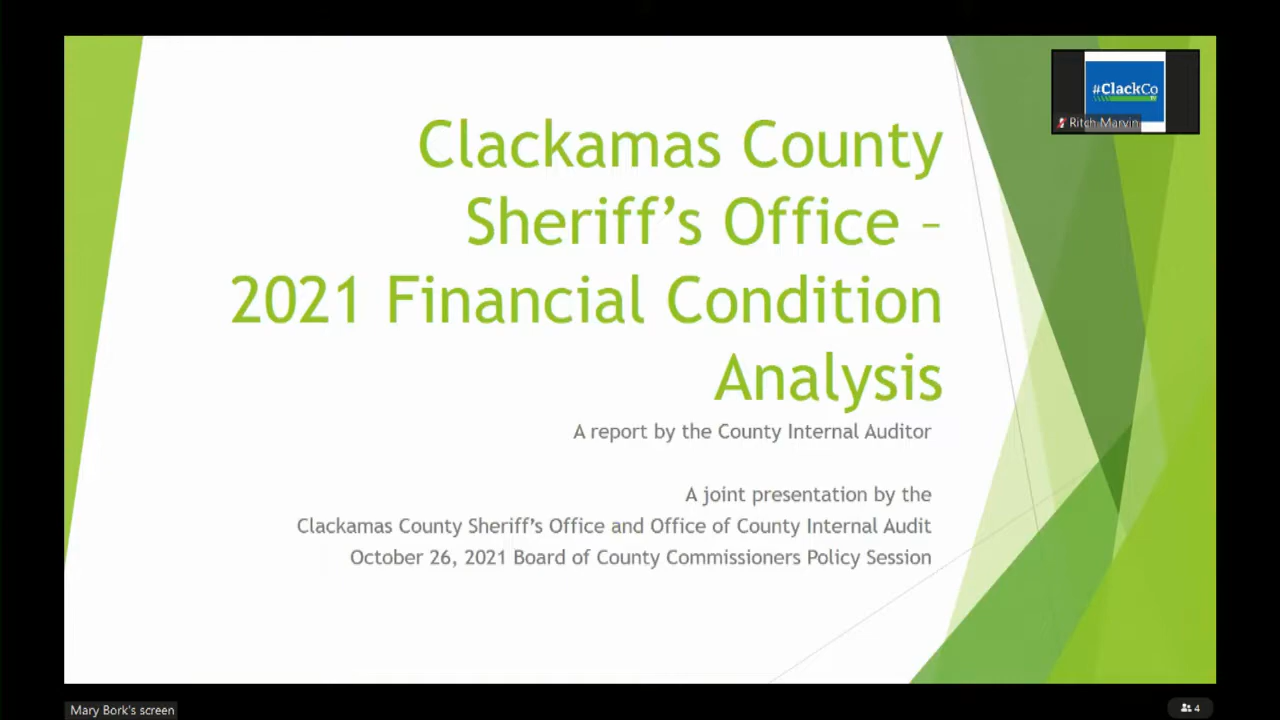 #ClackCo
Ritch Marvin
Clackamas County
Sheriff's Office –
2021 Financial Condition
Analysis
A report by the County Internal Auditor
A joint presentation by the
Clackamas County Sheriff's Office and Office of County Internal Audit
October 26, 2021 Board of County Commissioners Policy Session
Mary Bork's screen
4